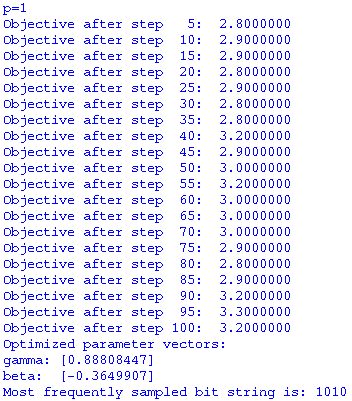 p=1
Objective after step   5:  2.8000000
Objective after step  10:  2.9000000
Objective after step  15:  2.9000000
Objective after step  20:  2.8000000
Objective after step  25:  2.9000000
Objective after step  30:  2.8000000
Objective after step  35:  2.8000000
Objective after step  40:  3.2000000
Objective after step  45:  2.9000000
Objective after step  50:  3.0000000
Objective after step  55:  3.2000000
Objective after step  60:  3.0000000
Objective after step  65:  3.0000000
Objective after step  70:  3.0000000
Objective after step  75:  2.9000000
Objective after step  80:  2.8000000
Objective after step  85:  2.9000000
Objective after step  90:  3.2000000
Objective after step  95:  3.3000000
Objective after step 100:  3.2000000
Optimized parameter vectors:
gamma: [0.88808447]
beta:  [-0.3649907]
Most frequently sampled bit string is: 1010